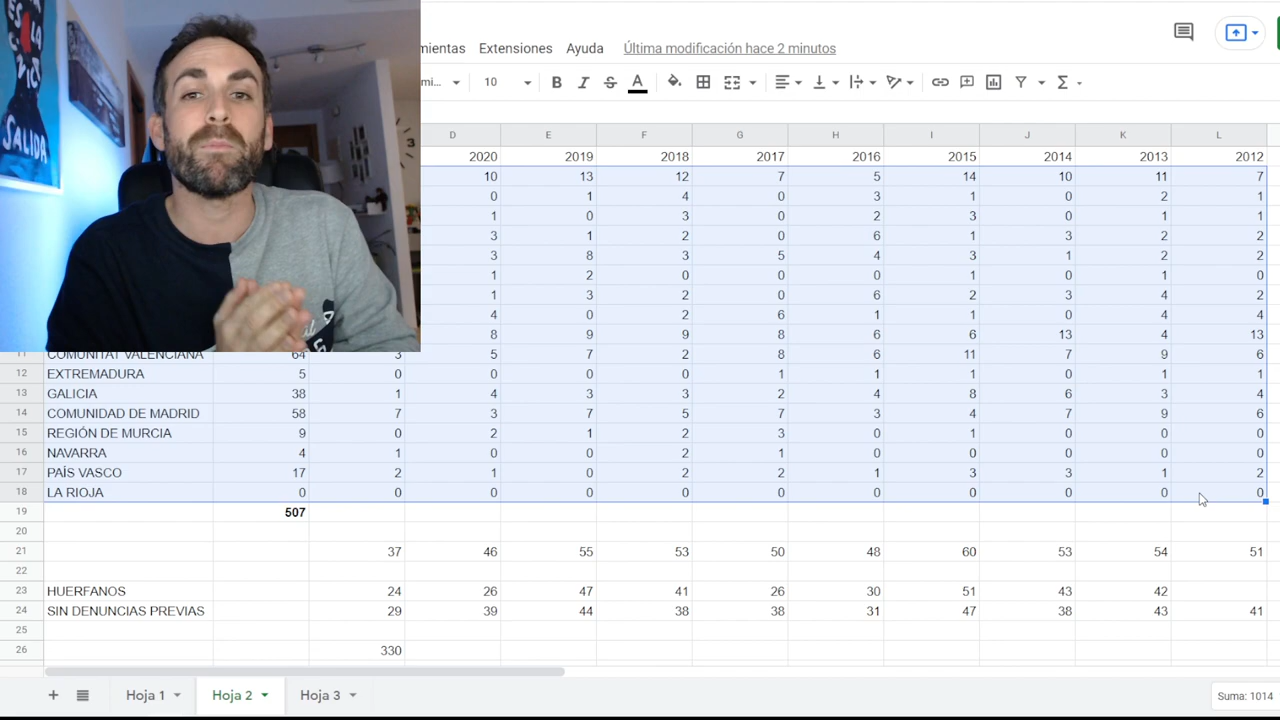 ESCALA
SALIDA
mientas Extensiones Ayuda Última modificación hace 2 minutos
mi... 10 B I S A
D E F G H I J K L
2020 2019 2018 2017 2016 2015 2014 2013 2012
10 13 12 7 5 14 10 11 7
0 1 4 0 3 1 0 2 1
1 0 3 0 2 3 0 1 1
3 1 2 0 6 1 3 2 2
3 8 3 5 4 3 1 2 2
1 2 0 0 0 1 0 1 0
1 3 2 0 6 2 3 4 2
4 0 2 6 1 1 0 4 4
8 9 9 8 6 6 13 4 13
11 COMUNITAT VALENCIANA 64 3 5 7 2 8 6 11 7 9 6
12 EXTREMADURA 5 0 0 0 0 1 1 1 0 1 1
13 GALICIA 38 1 4 3 3 2 4 8 6 3 4
14 COMUNIDAD DE MADRID 58 7 3 7 5 7 3 4 7 9 6
15 REGIÓN DE MURCIA 9 0 2 1 2 3 0 1 0 0 0
16 NAVARRA 4 1 0 0 2 1 0 0 0 0 0
17 PAÍS VASCO 17 2 1 0 2 2 1 3 3 1 2
18 LA RIOJA 0 0 0 0 0 0 0 0 0 0 0
19 507
20
21 37 46 55 53 50 48 60 53 54 51
22
23 HUERFANOS 24 26 47 41 26 30 51 43 42
24 SIN DENUNCIAS PREVIAS 29 39 44 38 38 31 47 38 43 41
25
26 330
+ Hoja 1 Hoja 2 Hoja 3 Suma: 1014